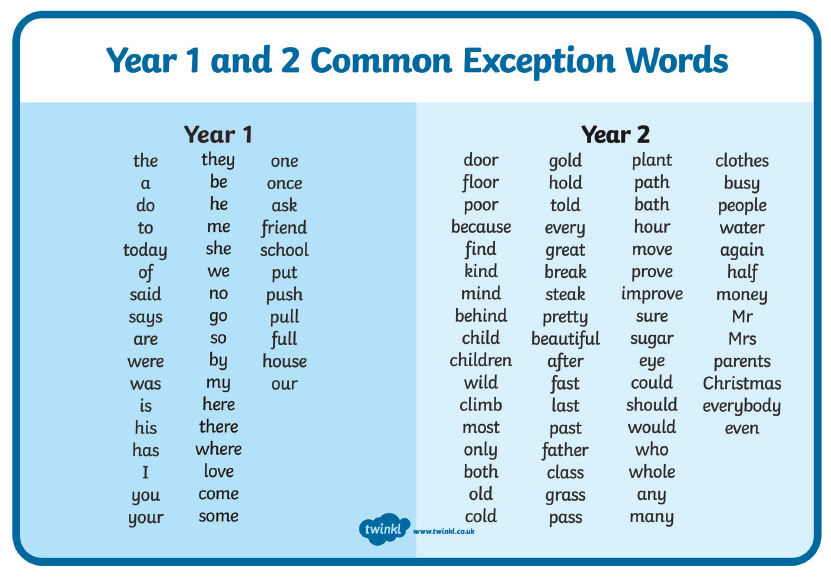 Year 1 and 2 Common Exception Words
Year 1
the they one
a be once
do he ask
to me friend
today she school
of we put
said no push
says go pull
are so full
were by house
was my our
is here
his there
has where
I love
you come
your some
Year 2
door gold plant clothes
floor hold path busy
poor told bath people
because every hour water
find great move again
kind break prove half
mind steak improve money
behind pretty sure Mr
child beautiful sugar Mrs
children after eye parents
wild fast could Christmas
climb last should everybody
most past would even
only father who
both class whole
old grass any
cold pass many
twinkl www.twinkl.co.uk